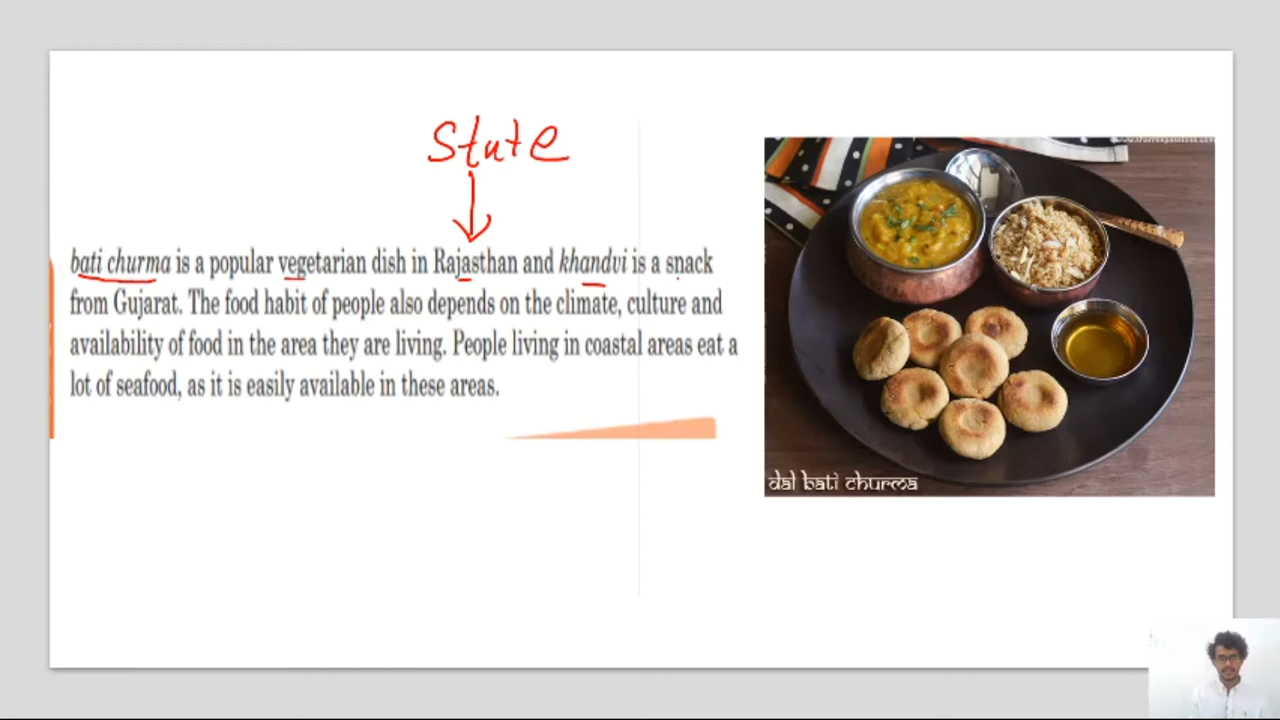 State
bati churma is a popular vegetarian dish in Rajasthan and khandvi is a snack
from Gujarat. The food habit of people also depends on the climate, culture and
availability of food in the area they are living. People living in coastal areas eat a
lot of seafood, as it is easily available in these areas.
DAL BATI CHURMA